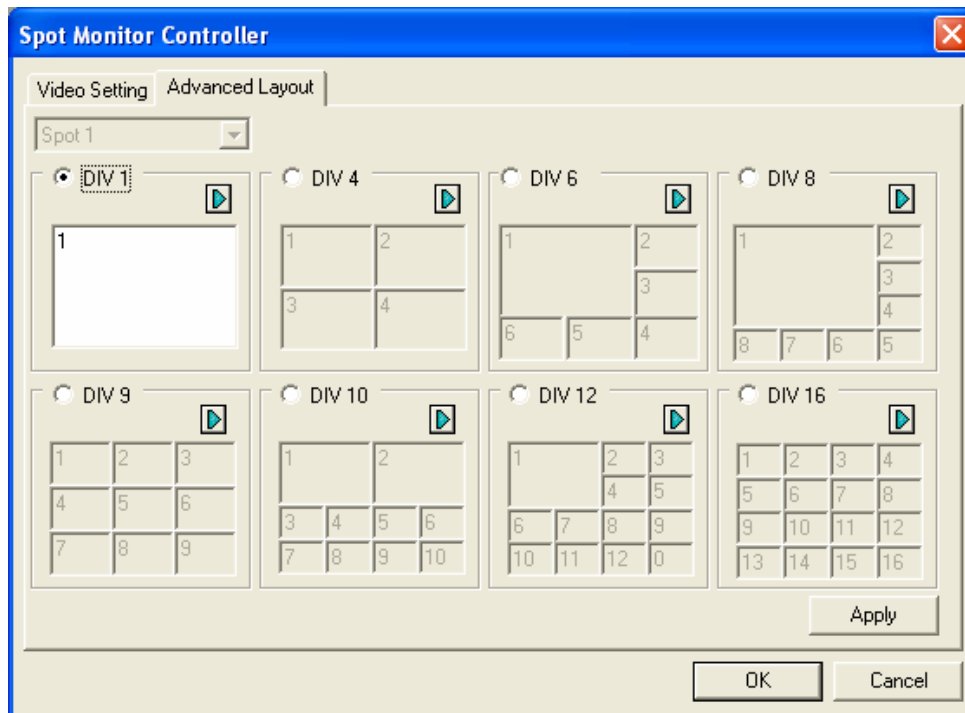 Spot Monitor Controller
Video Setting Advanced Layout
Spot 1
DIV 1 DIV 4 DIV 6 DIV 8
1
1 2
3 4
1 2
3
6 5 4
1 2
3
4
8 7 6 5
DIV 9 DIV 10 DIV 12 DIV 16
1 2 3
4 5 6
7 8 9
1 2
3 4 5 6
7 8 9 10
1 2 3
4 5
6 7 8 9
10 11 12 0
1 2 3 4
5 6 7 8
9 10 11 12
13 14 15 16
Apply
OK Cancel